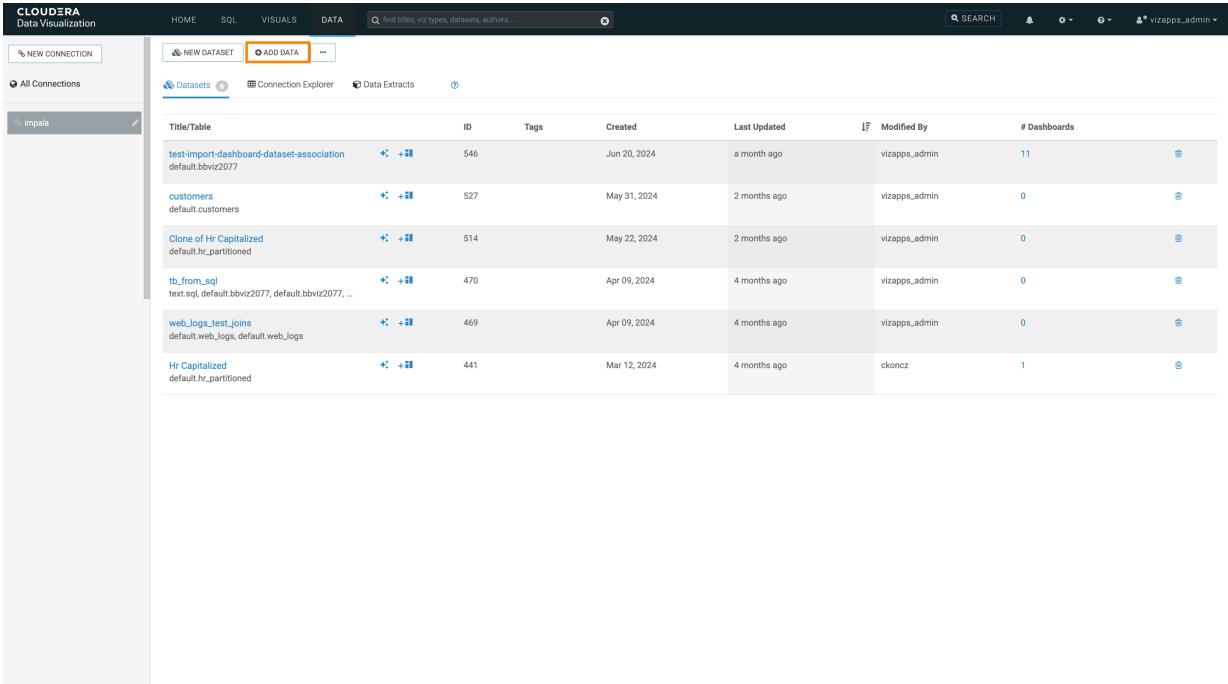 CLOUDERA
Data Visualization
HOME SQL VISUALS DATA find titles, viz types, datasets, authors... SEARCH vizapps_admin
NEW CONNECTION NEW DATASET ADD DATA ...
All Connections Datasets 6 Connection Explorer Data Extracts ?
impala
Title/Table ID Tags Created Last Updated Modified By # Dashboards
test-import-dashboard-dataset-association 546 Jun 20, 2024 a month ago vizapps_admin 11
default.bbviz2077
customers 527 May 31, 2024 2 months ago vizapps_admin 0
default.customers
Clone of Hr Capitalized 514 May 22, 2024 2 months ago vizapps_admin 0
default.hr_partitioned
tb_from_sql 470 Apr 09, 2024 4 months ago vizapps_admin 0
text.sql, default.bbviz2077, default.bbviz2077, ...
web_logs_test_joins 469 Apr 09, 2024 4 months ago vizapps_admin 0
default.web_logs, default.web_logs
Hr Capitalized 441 Mar 12, 2024 4 months ago ckoncz 1
default.hr_partitioned